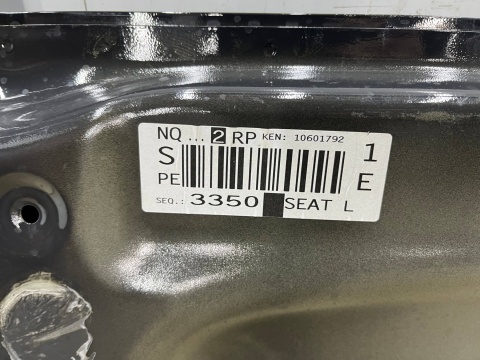 NQ ... 2 RP KEN: 10601792
S 1
PE E
SEQ.: 3350 SEAT L